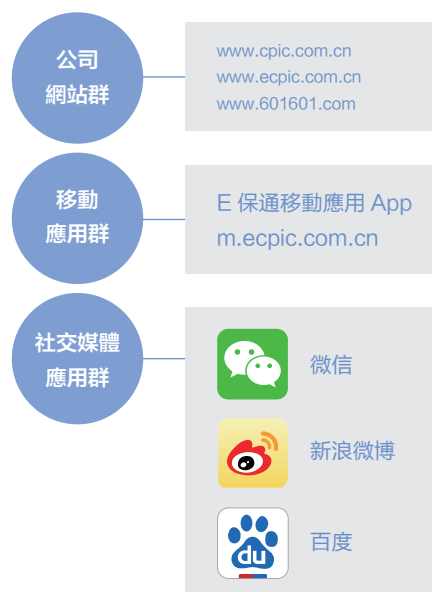 公司
網站群
www.cpic.com.cn
www.ecpic.com.cn
www.601601.com
移動
應用群
E 保通移動應用 App
m.ecpic.com.cn
社交媒體
應用群
微信
新浪微博
du
百度